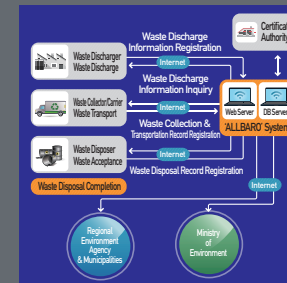 Waste Discharge
Information Registration
Certificat
Authority
Waste Discharger
Waste Discharge
Internet
Waste Discharge
Information Inquiry
Waste Collector/Carrier
Waste Transport
Internet
Web Server
DB Server
'ALLBARO' System
Waste Collection &
Transportation Record Registration
Waste Disposer
Waste Acceptance
Internet
Waste Disposal Record Registration
Waste Disposal Completion
Internet
Regional
Environment
Agency
& Municipalities
Ministry
of
Environment